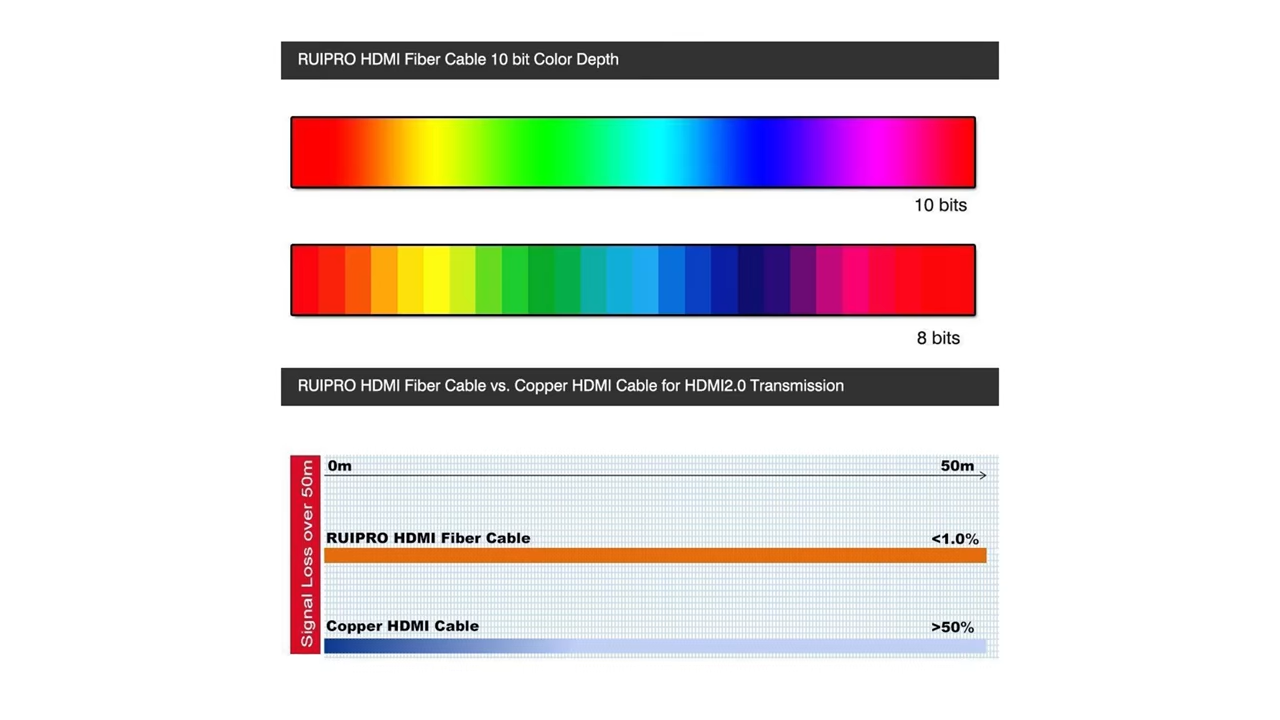 RUIPRO HDMI Fiber Cable 10 bit Color Depth
10 bits
8 bits
RUIPRO HDMI Fiber Cable vs. Copper HDMI Cable for HDMI2.0 Transmission
Signal Loss over 50m
0m 50m
RUIPRO HDMI Fiber Cable <1.0%
Copper HDMI Cable >50%